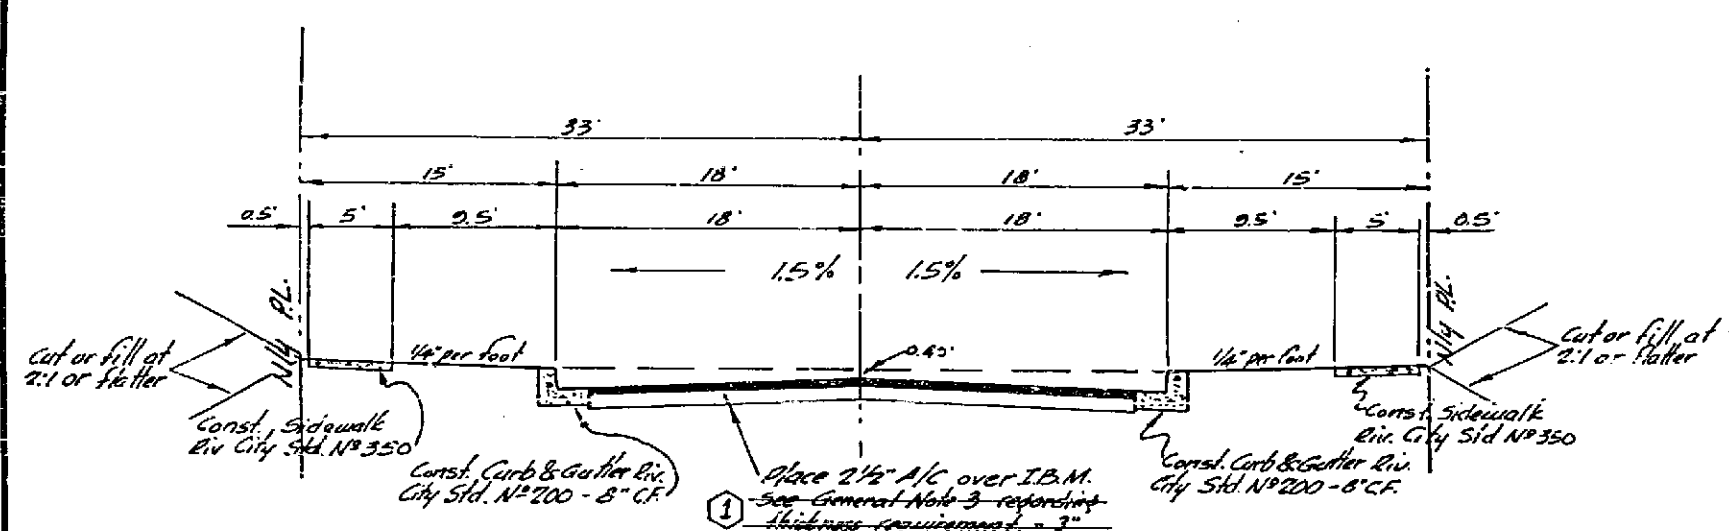 33' 33'
15' 18' 18' 15'
0.5' 5' 9.5' 18' 18' 9.5' 5' 0.5'
1.5% 1.5%
N'ly P.L.
N'ly P.L.
Cut or fill at
2:1 or flatter
1/4" per foot
1/4" per foot
Cut or fill at
2:1 or flatter
Const. Sidewalk
Riv City Std. Nº 350
Const. Curb & Gutter Riv.
City Std. Nº 200 - 8" C.F.
Place 2½" A/C over I.B.M.
1 See General Note 3 regarding
thickness requirement = 3"
Const. Curb & Gutter Riv.
City Std. Nº 200 - 8" C.F.
Const. Sidewalk
Riv. City Std Nº 350